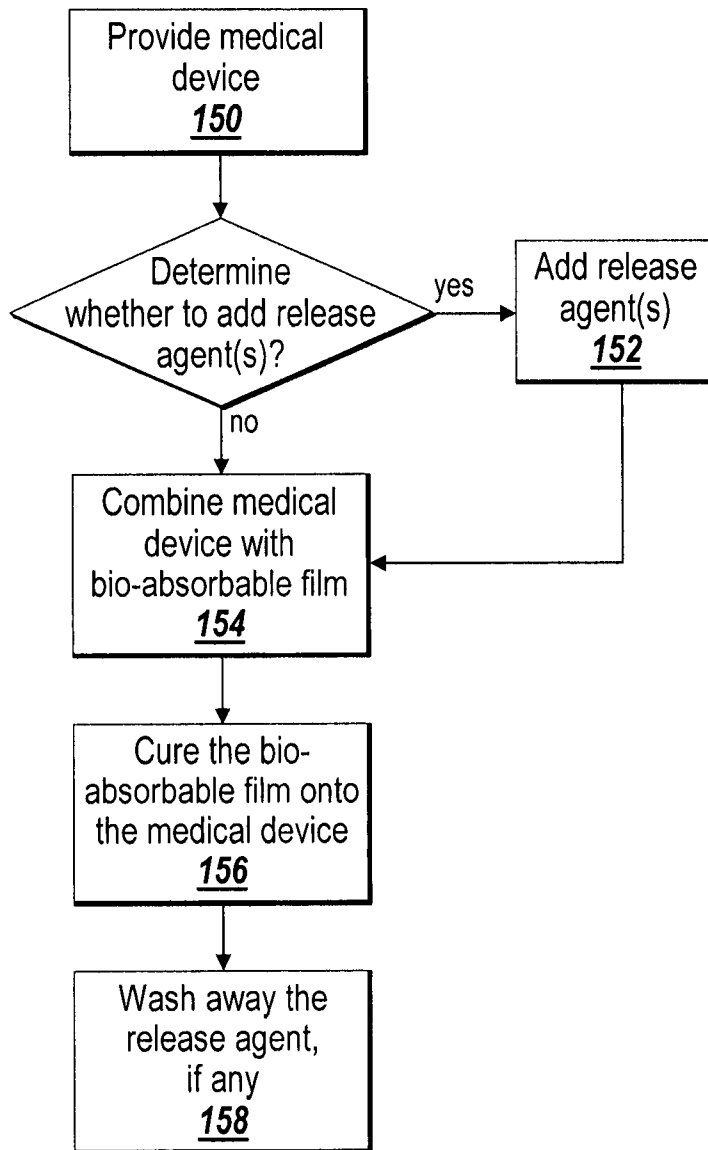 Provide medical
device
150
Determine
whether to add release
agent(s)?
yes
Add release
agent(s)
152
no
Combine medical
device with
bio-absorbable film
154
Cure the bio-
absorbable film onto
the medical device
156
Wash away the
release agent,
if any
158